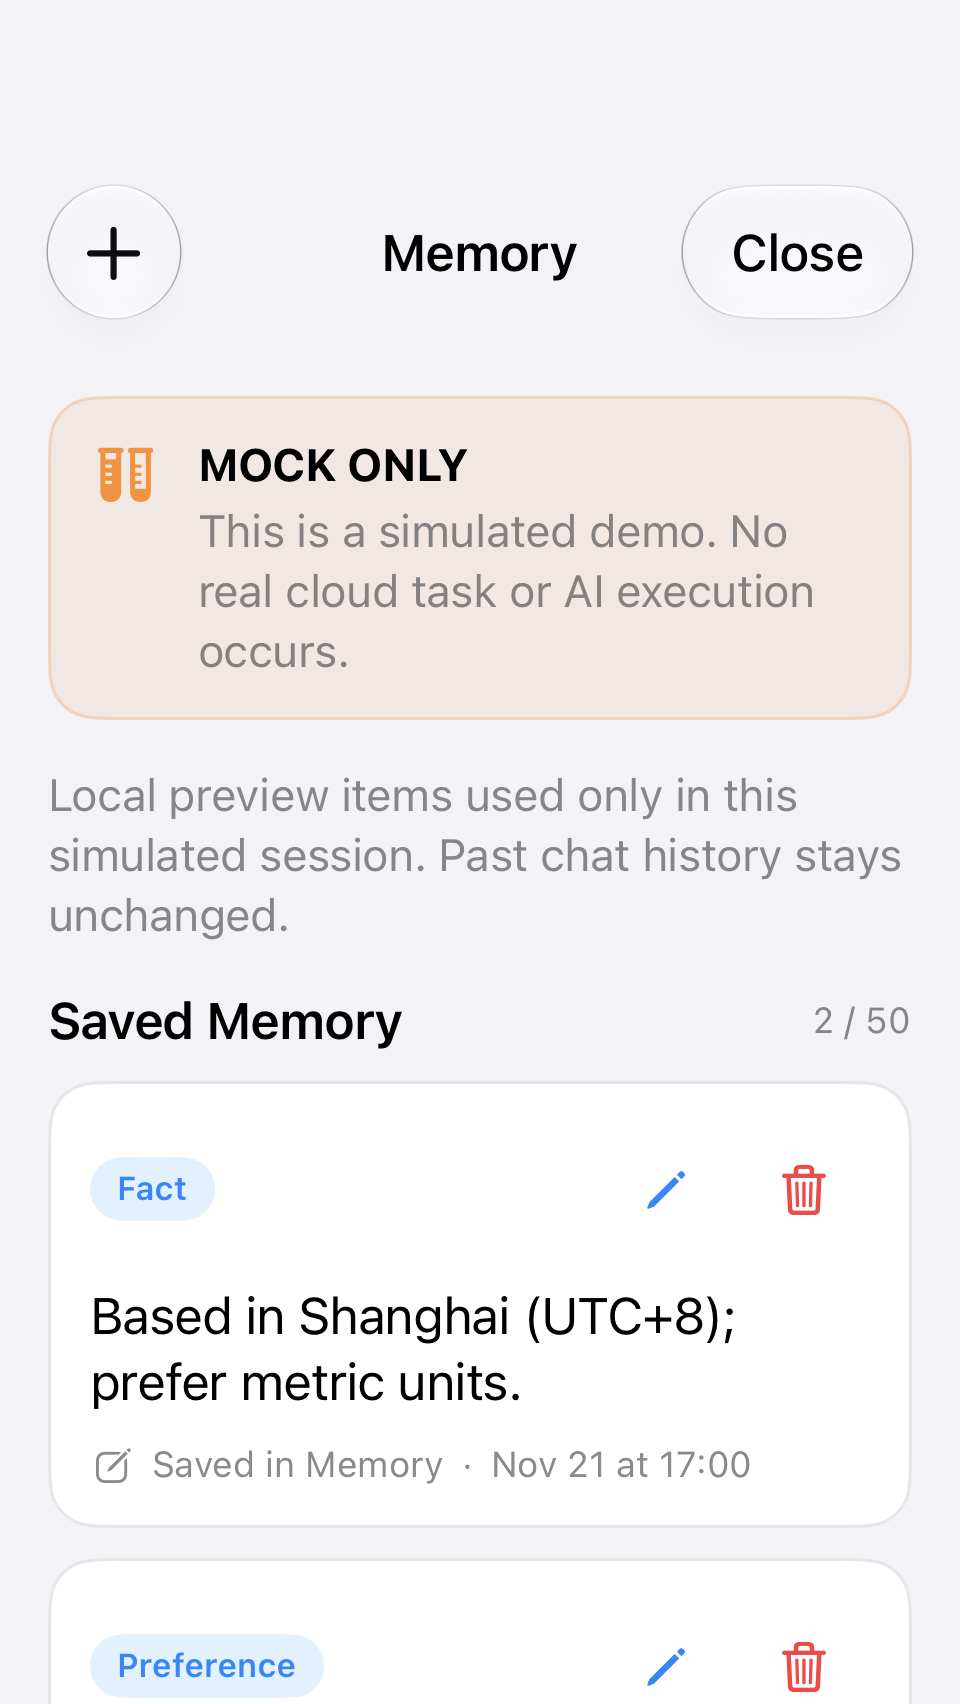 Memory
Close
MOCK ONLY
This is a simulated demo. No
real cloud task or AI execution
occurs.
Local preview items used only in this
simulated session. Past chat history stays
unchanged.
Saved Memory
2 / 50
Fact
Based in Shanghai (UTC+8);
prefer metric units.
Saved in Memory · Nov 21 at 17:00
Preference